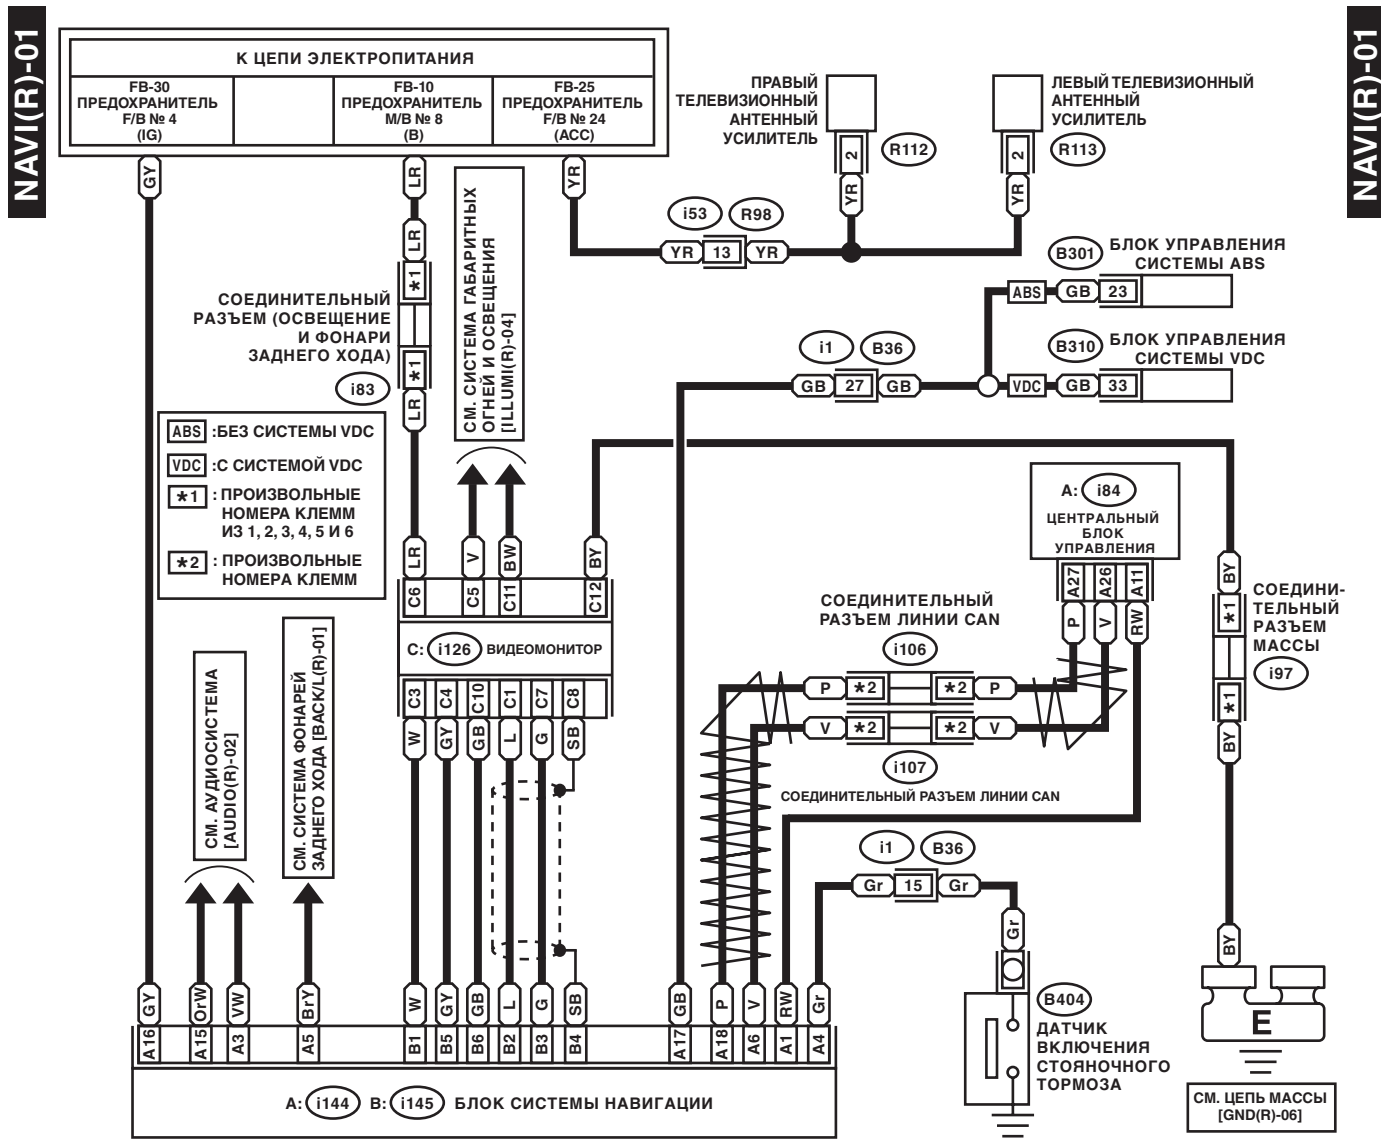 NAVI(R)-01
NAVI(R)-01
К ЦЕПИ ЭЛЕКТРОПИТАНИЯ
FB-30
ПРЕДОХРАНИТЕЛЬ
F/B № 4
(IG)
FB-10
ПРЕДОХРАНИТЕЛЬ
M/B № 8
(B)
FB-25
ПРЕДОХРАНИТЕЛЬ
F/B № 24
(ACC)
GY
LR
YR
LR
*1
*1
LR
СОЕДИНИТЕЛЬНЫЙ
РАЗЪЕМ (ОСВЕЩЕНИЕ
И ФОНАРИ
ЗАДНЕГО ХОДА)
i83
СМ. СИСТЕМА ГАБАРИТНЫХ
ОГНЕЙ И ОСВЕЩЕНИЯ
[ILLUMI(R)-04]
ПРАВЫЙ
ТЕЛЕВИЗИОННЫЙ
АНТЕННЫЙ
УСИЛИТЕЛЬ
2
R112
YR
ЛЕВЫЙ ТЕЛЕВИЗИОННЫЙ
АНТЕННЫЙ
УСИЛИТЕЛЬ
2
R113
YR
i53
R98
YR 13 YR
B301
БЛОК УПРАВЛЕНИЯ
СИСТЕМЫ ABS
ABS GB 23
i1
B36
GB 27 GB
B310
БЛОК УПРАВЛЕНИЯ
СИСТЕМЫ VDC
VDC GB 33
ABS :БЕЗ СИСТЕМЫ VDC
VDC :С СИСТЕМОЙ VDC
*1 : ПРОИЗВОЛЬНЫЕ
НОМЕРА КЛЕММ
ИЗ 1, 2, 3, 4, 5 И 6
*2 : ПРОИЗВОЛЬНЫЕ
НОМЕРА КЛЕММ
LR V BW BY
C6 C5 C11 C12
C: i126 ВИДЕОМОНИТОР
C3 C4 C10 C1 C7 C8
W GY GB L G SB
СМ. АУДИОСИСТЕМА
[AUDIO(R)-02]
СМ. СИСТЕМА ФОНАРЕЙ
ЗАДНЕГО ХОДА [BACK/L(R)-01]
A: i84
ЦЕНТРАЛЬНЫЙ
БЛОК
УПРАВЛЕНИЯ
A27 A26 A11
P V RW
СОЕДИНИТЕЛЬНЫЙ
РАЗЪЕМ ЛИНИИ CAN
i106
P *2 *2 P
V *2 *2 V
i107
СОЕДИНИТЕЛЬНЫЙ РАЗЪЕМ ЛИНИИ CAN
BY
*1
*1
BY
СОЕДИНИ-
ТЕЛЬНЫЙ
РАЗЪЕМ
МАССЫ
i97
i1
B36
Gr 15 Gr
Gr
B404
ДАТЧИК
ВКЛЮЧЕНИЯ
СТОЯНОЧНОГО
ТОРМОЗА
BY
E
СМ. ЦЕПЬ МАССЫ
[GND(R)-06]
GY OrW VW BrY W GY GB L G SB GB P V RW Gr
A16 A15 A3 A5 B1 B5 B6 B2 B3 B4 A17 A18 A6 A1 A4
A: i144 B: i145 БЛОК СИСТЕМЫ НАВИГАЦИИ